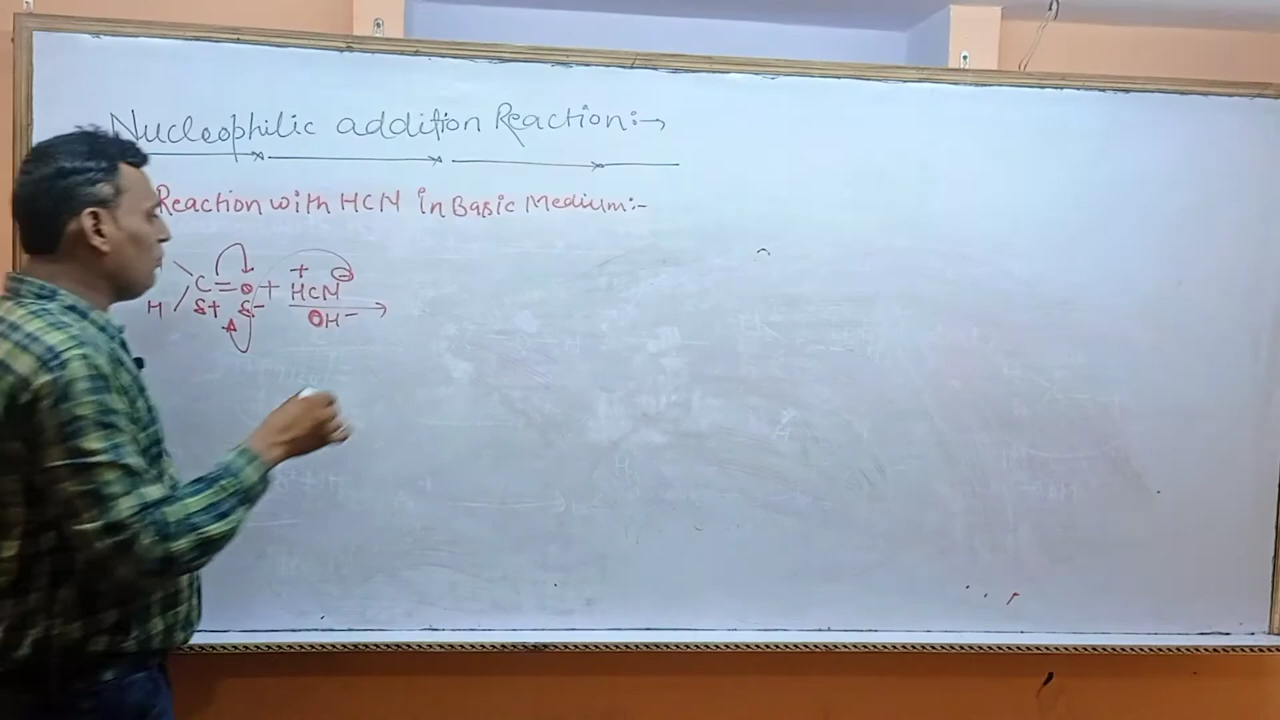 Nucleophilic addition Reaction:→
Reaction with HCN in Basic Medium:-
C=O + HCN
+ −
H δ+ δ-
OH−